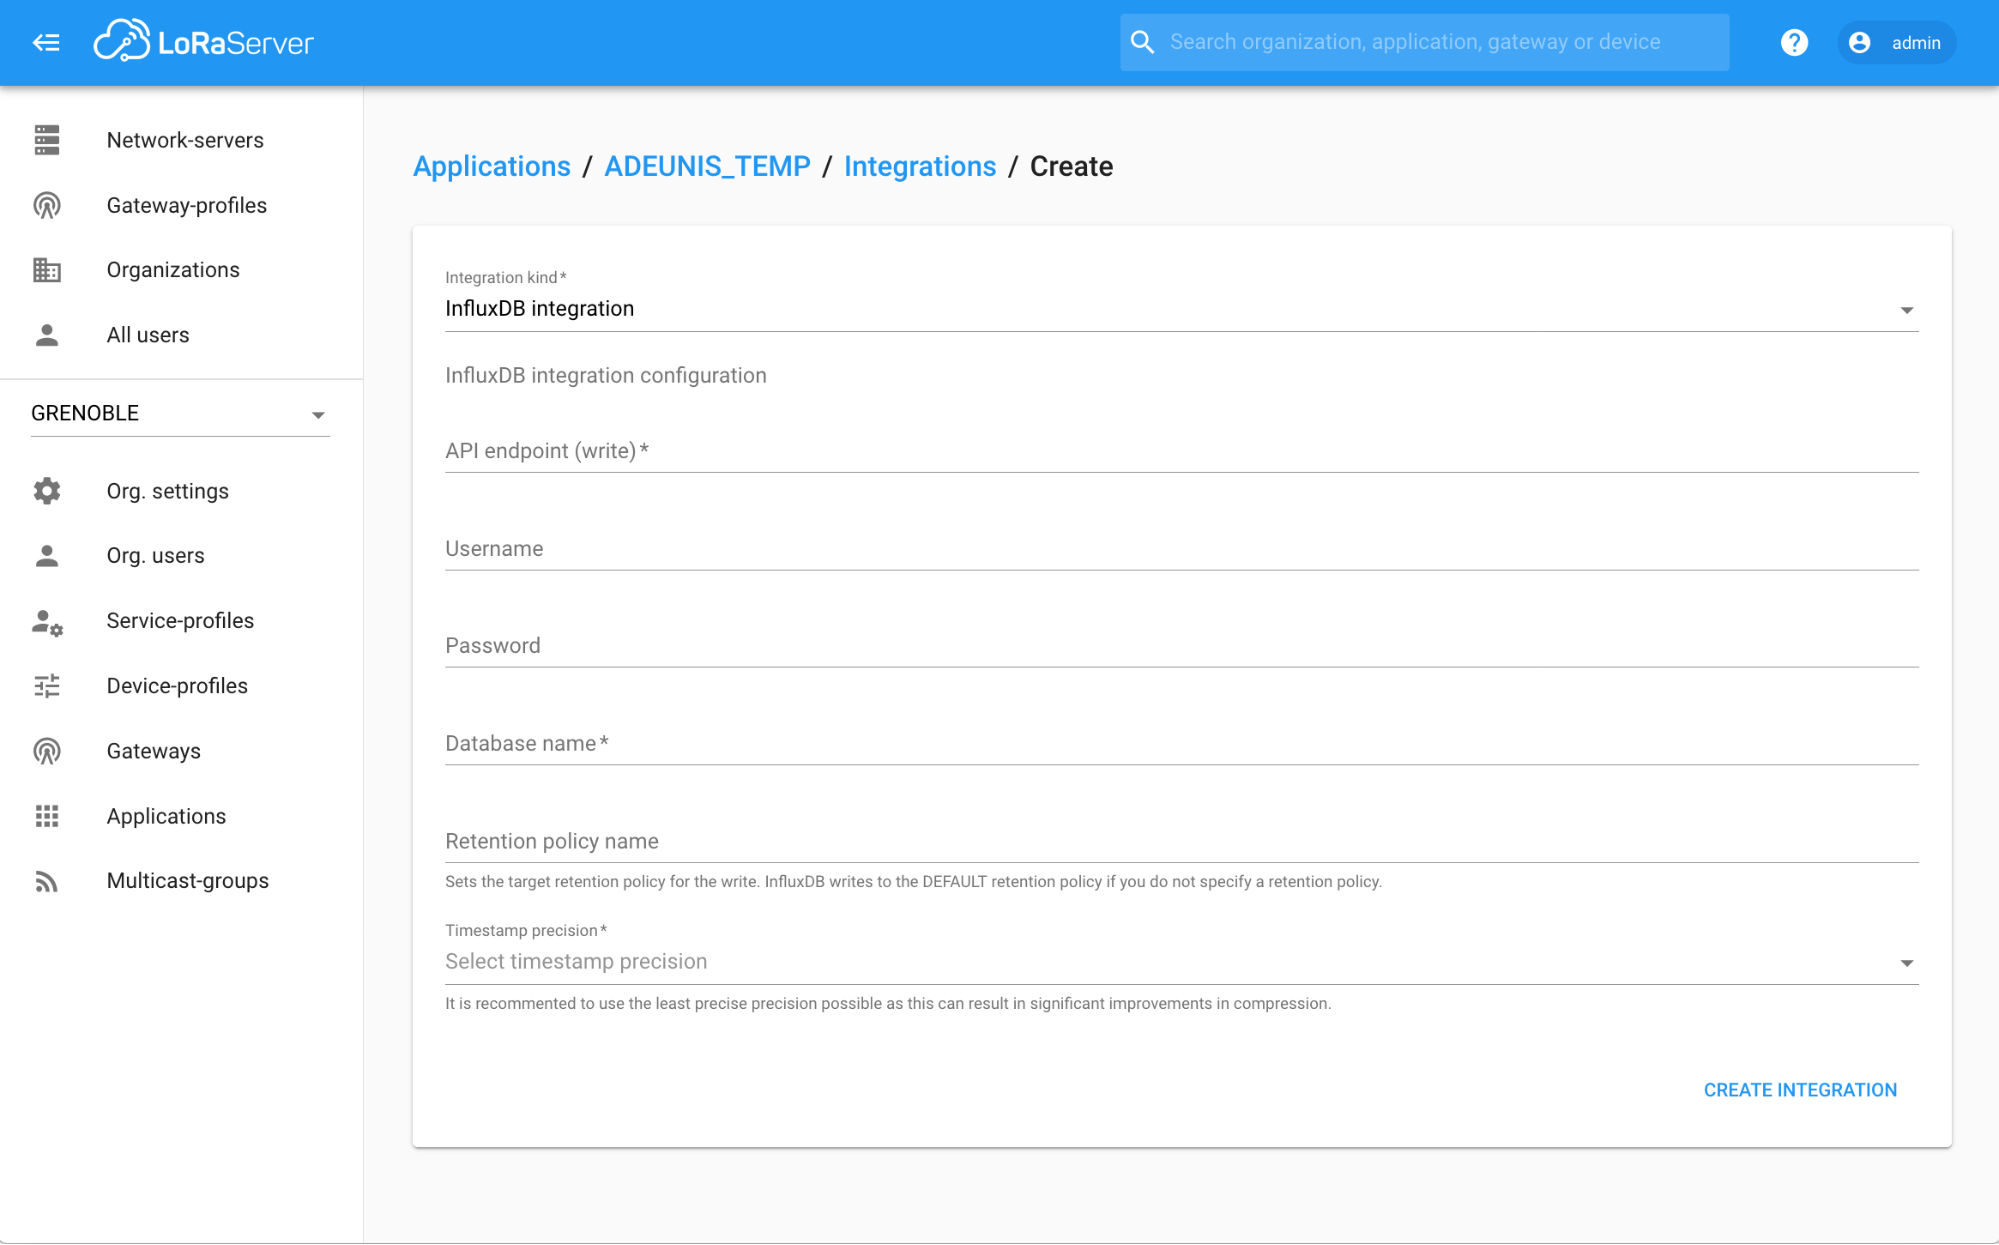 LoRaServer
Search organization, application, gateway or device
?
admin
Network-servers
Gateway-profiles
Organizations
All users
GRENOBLE
Org. settings
Org. users
Service-profiles
Device-profiles
Gateways
Applications
Multicast-groups
Applications / ADEUNIS_TEMP / Integrations / Create
Integration kind *
InfluxDB integration
InfluxDB integration configuration
API endpoint (write) *
Username
Password
Database name *
Retention policy name
Sets the target retention policy for the write. InfluxDB writes to the DEFAULT retention policy if you do not specify a retention policy.
Timestamp precision *
Select timestamp precision
It is recommented to use the least precise precision possible as this can result in significant improvements in compression.
CREATE INTEGRATION